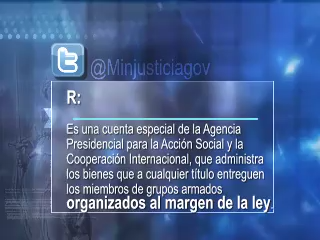 @Minjusticiagov
R:
Es una cuenta especial de la Agencia
Presidencial para la Acción Social y la
Cooperación Internacional, que administra
los bienes que a cualquier título entreguen
los miembros de grupos armados
organizados al margen de la ley.